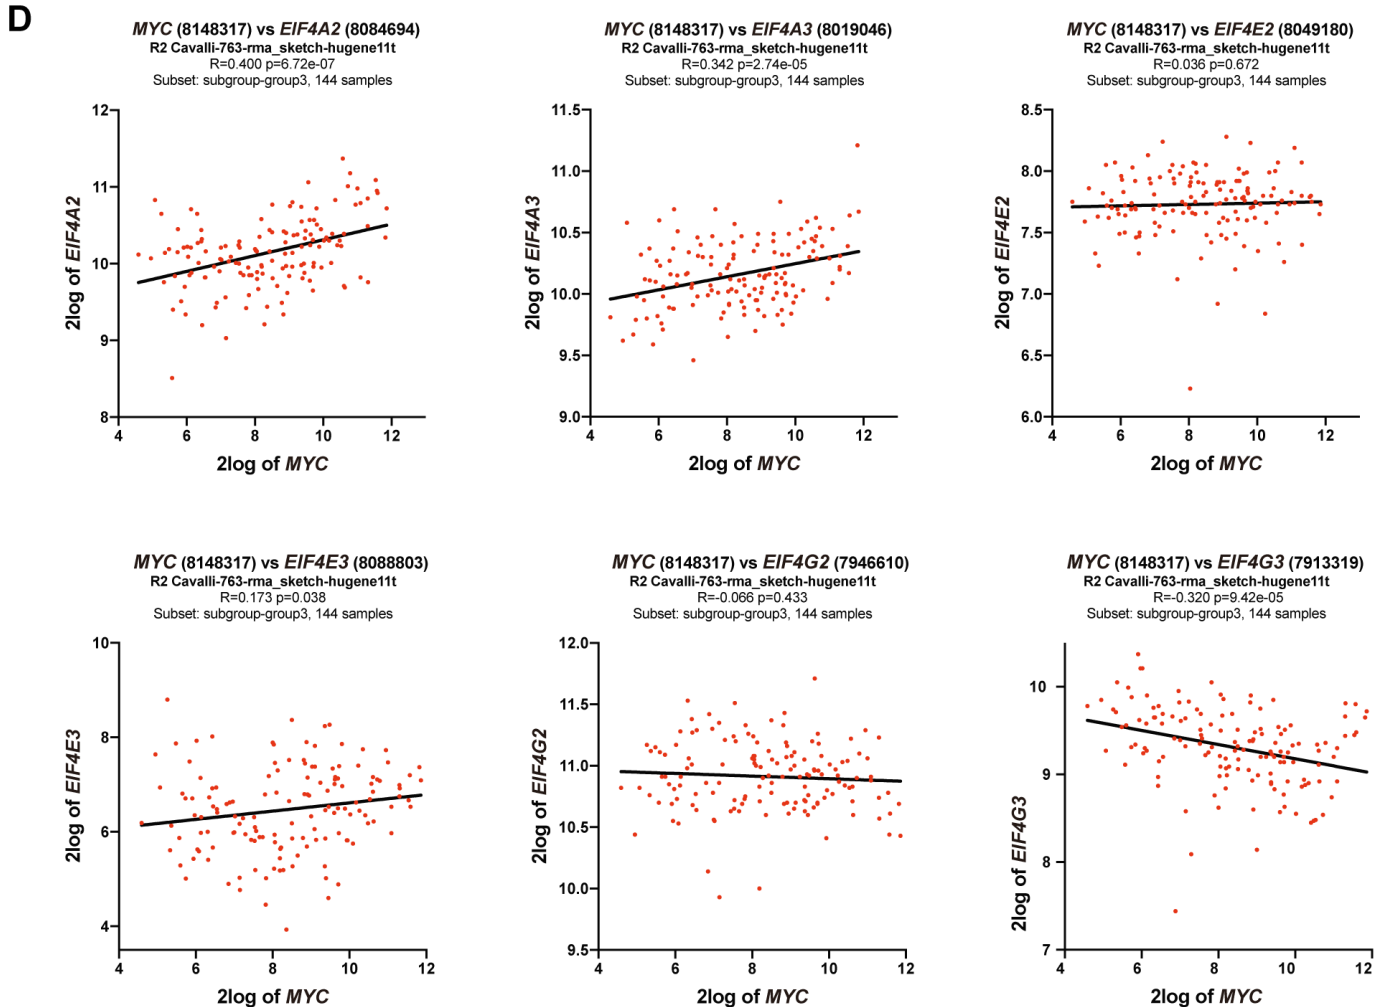 D
MYC (8148317) vs EIF4A2 (8084694)
R2 Cavalli-763-rma_sketch-hugene11t
R=0.400 p=6.72e-07
Subset: subgroup-group3, 144 samples
12
11
10
9
8
2log of EIF4A2
4 6 8 10 12
2log of MYC
MYC (8148317) vs EIF4A3 (8019046)
R2 Cavalli-763-rma_sketch-hugene11t
R=0.342 p=2.74e-05
Subset: subgroup-group3, 144 samples
11.5
11.0
10.5
10.0
9.5
9.0
2log of EIF4A3
4 6 8 10 12
2log of MYC
MYC (8148317) vs EIF4E2 (8049180)
R2 Cavalli-763-rma_sketch-hugene11t
R=0.036 p=0.672
Subset: subgroup-group3, 144 samples
8.5
8.0
7.5
7.0
6.5
6.0
2log of EIF4E2
4 6 8 10 12
2log of MYC
MYC (8148317) vs EIF4E3 (8088803)
R2 Cavalli-763-rma_sketch-hugene11t
R=0.173 p=0.038
Subset: subgroup-group3, 144 samples
10
8
6
4
2log of EIF4E3
4 6 8 10 12
2log of MYC
MYC (8148317) vs EIF4G2 (7946610)
R2 Cavalli-763-rma_sketch-hugene11t
R=-0.066 p=0.433
Subset: subgroup-group3, 144 samples
12.0
11.5
11.0
10.5
10.0
9.5
2log of EIF4G2
4 6 8 10 12
2log of MYC
MYC (8148317) vs EIF4G3 (7913319)
R2 Cavalli-763-rma_sketch-hugene11t
R=-0.320 p=9.42e-05
Subset: subgroup-group3, 144 samples
10
9
8
7
2log of EIF4G3
4 6 8 10 12
2log of MYC